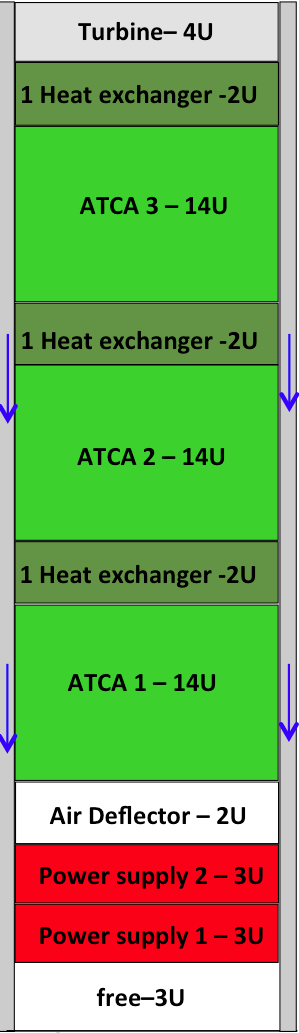 Turbine– 4U
1 Heat exchanger -2U
ATCA 3 – 14U
1 Heat exchanger -2U
ATCA 2 – 14U
1 Heat exchanger -2U
ATCA 1 – 14U
Air Deflector – 2U
Power supply 2 – 3U
Power supply 1 – 3U
free–3U